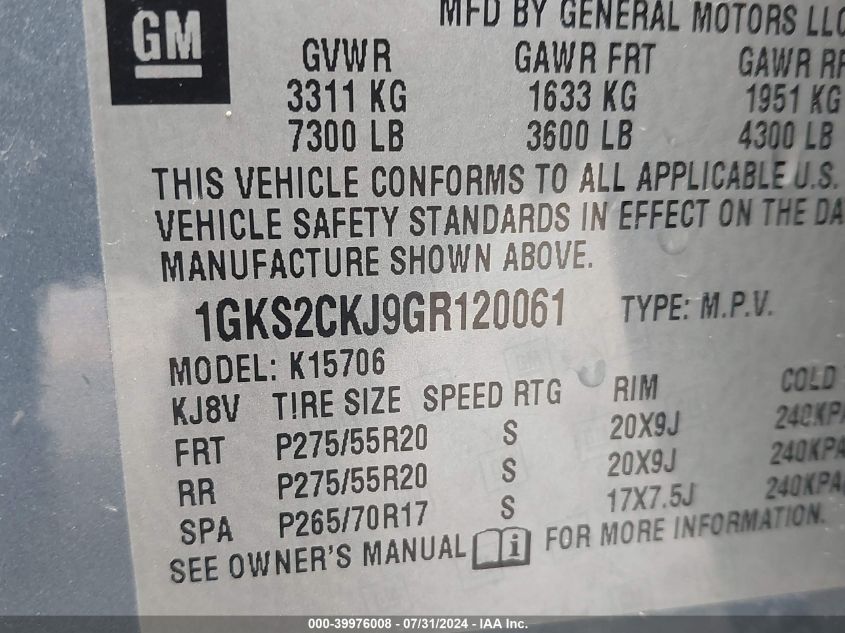 GM
MFD BY GENERAL MOTORS LLC
GVWR GAWR FRT GAWR RR
3311 KG 1633 KG 1951 KG
7300 LB 3600 LB 4300 LB
THIS VEHICLE CONFORMS TO ALL APPLICABLE U.S.
VEHICLE SAFETY STANDARDS IN EFFECT ON THE DA
MANUFACTURE SHOWN ABOVE.
1GKS2CKJ9GR120061 TYPE: M.P.V.
MODEL: K15706
KJ8V TIRE SIZE SPEED RTG RIM COLD
FRT P275/55R20 S 20X9J 240KPA
RR P275/55R20 S 20X9J 240KPA
SPA P265/70R17 S 17X7.5J 240KPA
SEE OWNER'S MANUAL i FOR MORE INFORMATION.
000-39976008 - 07/31/2024 - IAA Inc.